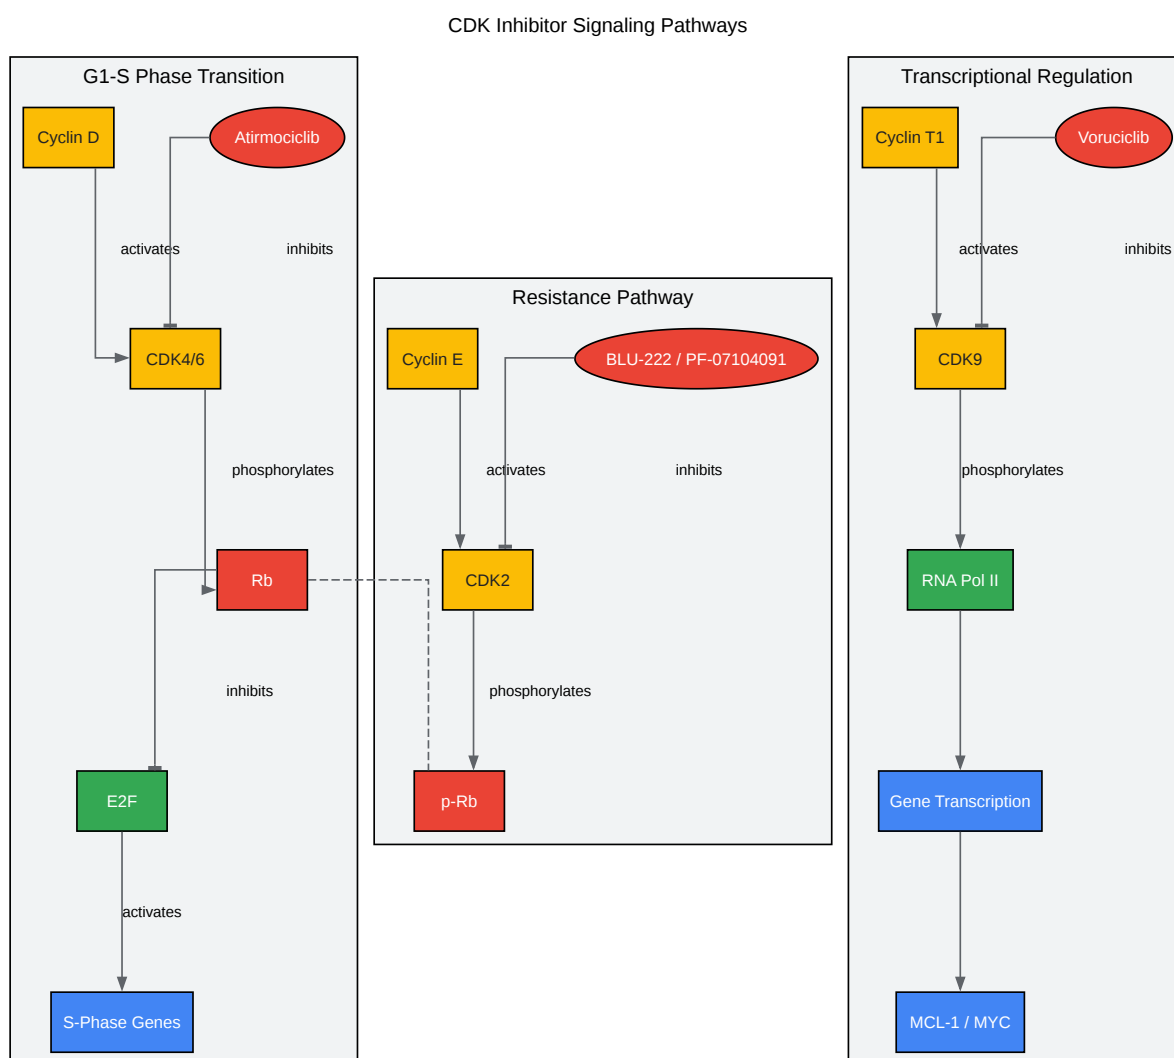 CDK Inhibitor Signaling Pathways
G1-S Phase Transition
Cyclin D
Atirmociclib
activates
inhibits
CDK4/6
phosphorylates
Rb
inhibits
E2F
activates
S-Phase Genes
Resistance Pathway
Cyclin E
BLU-222 / PF-07104091
activates
inhibits
CDK2
phosphorylates
p-Rb
Transcriptional Regulation
Cyclin T1
Voruciclib
activates
inhibits
CDK9
phosphorylates
RNA Pol II
Gene Transcription
MCL-1 / MYC